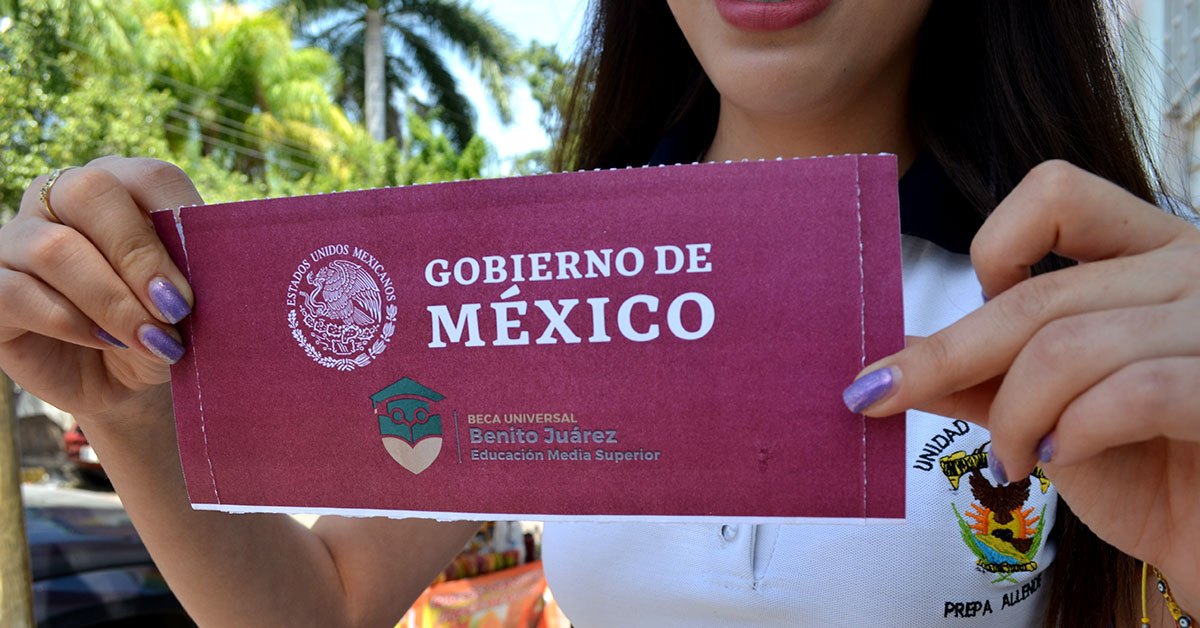 ESTADOS UNIDOS MEXICANOS
GOBIERNO DE
MÉXICO
BECA UNIVERSAL
Benito Juárez
Educación Media Superior
UNIDAD
PREPA ALLENDE